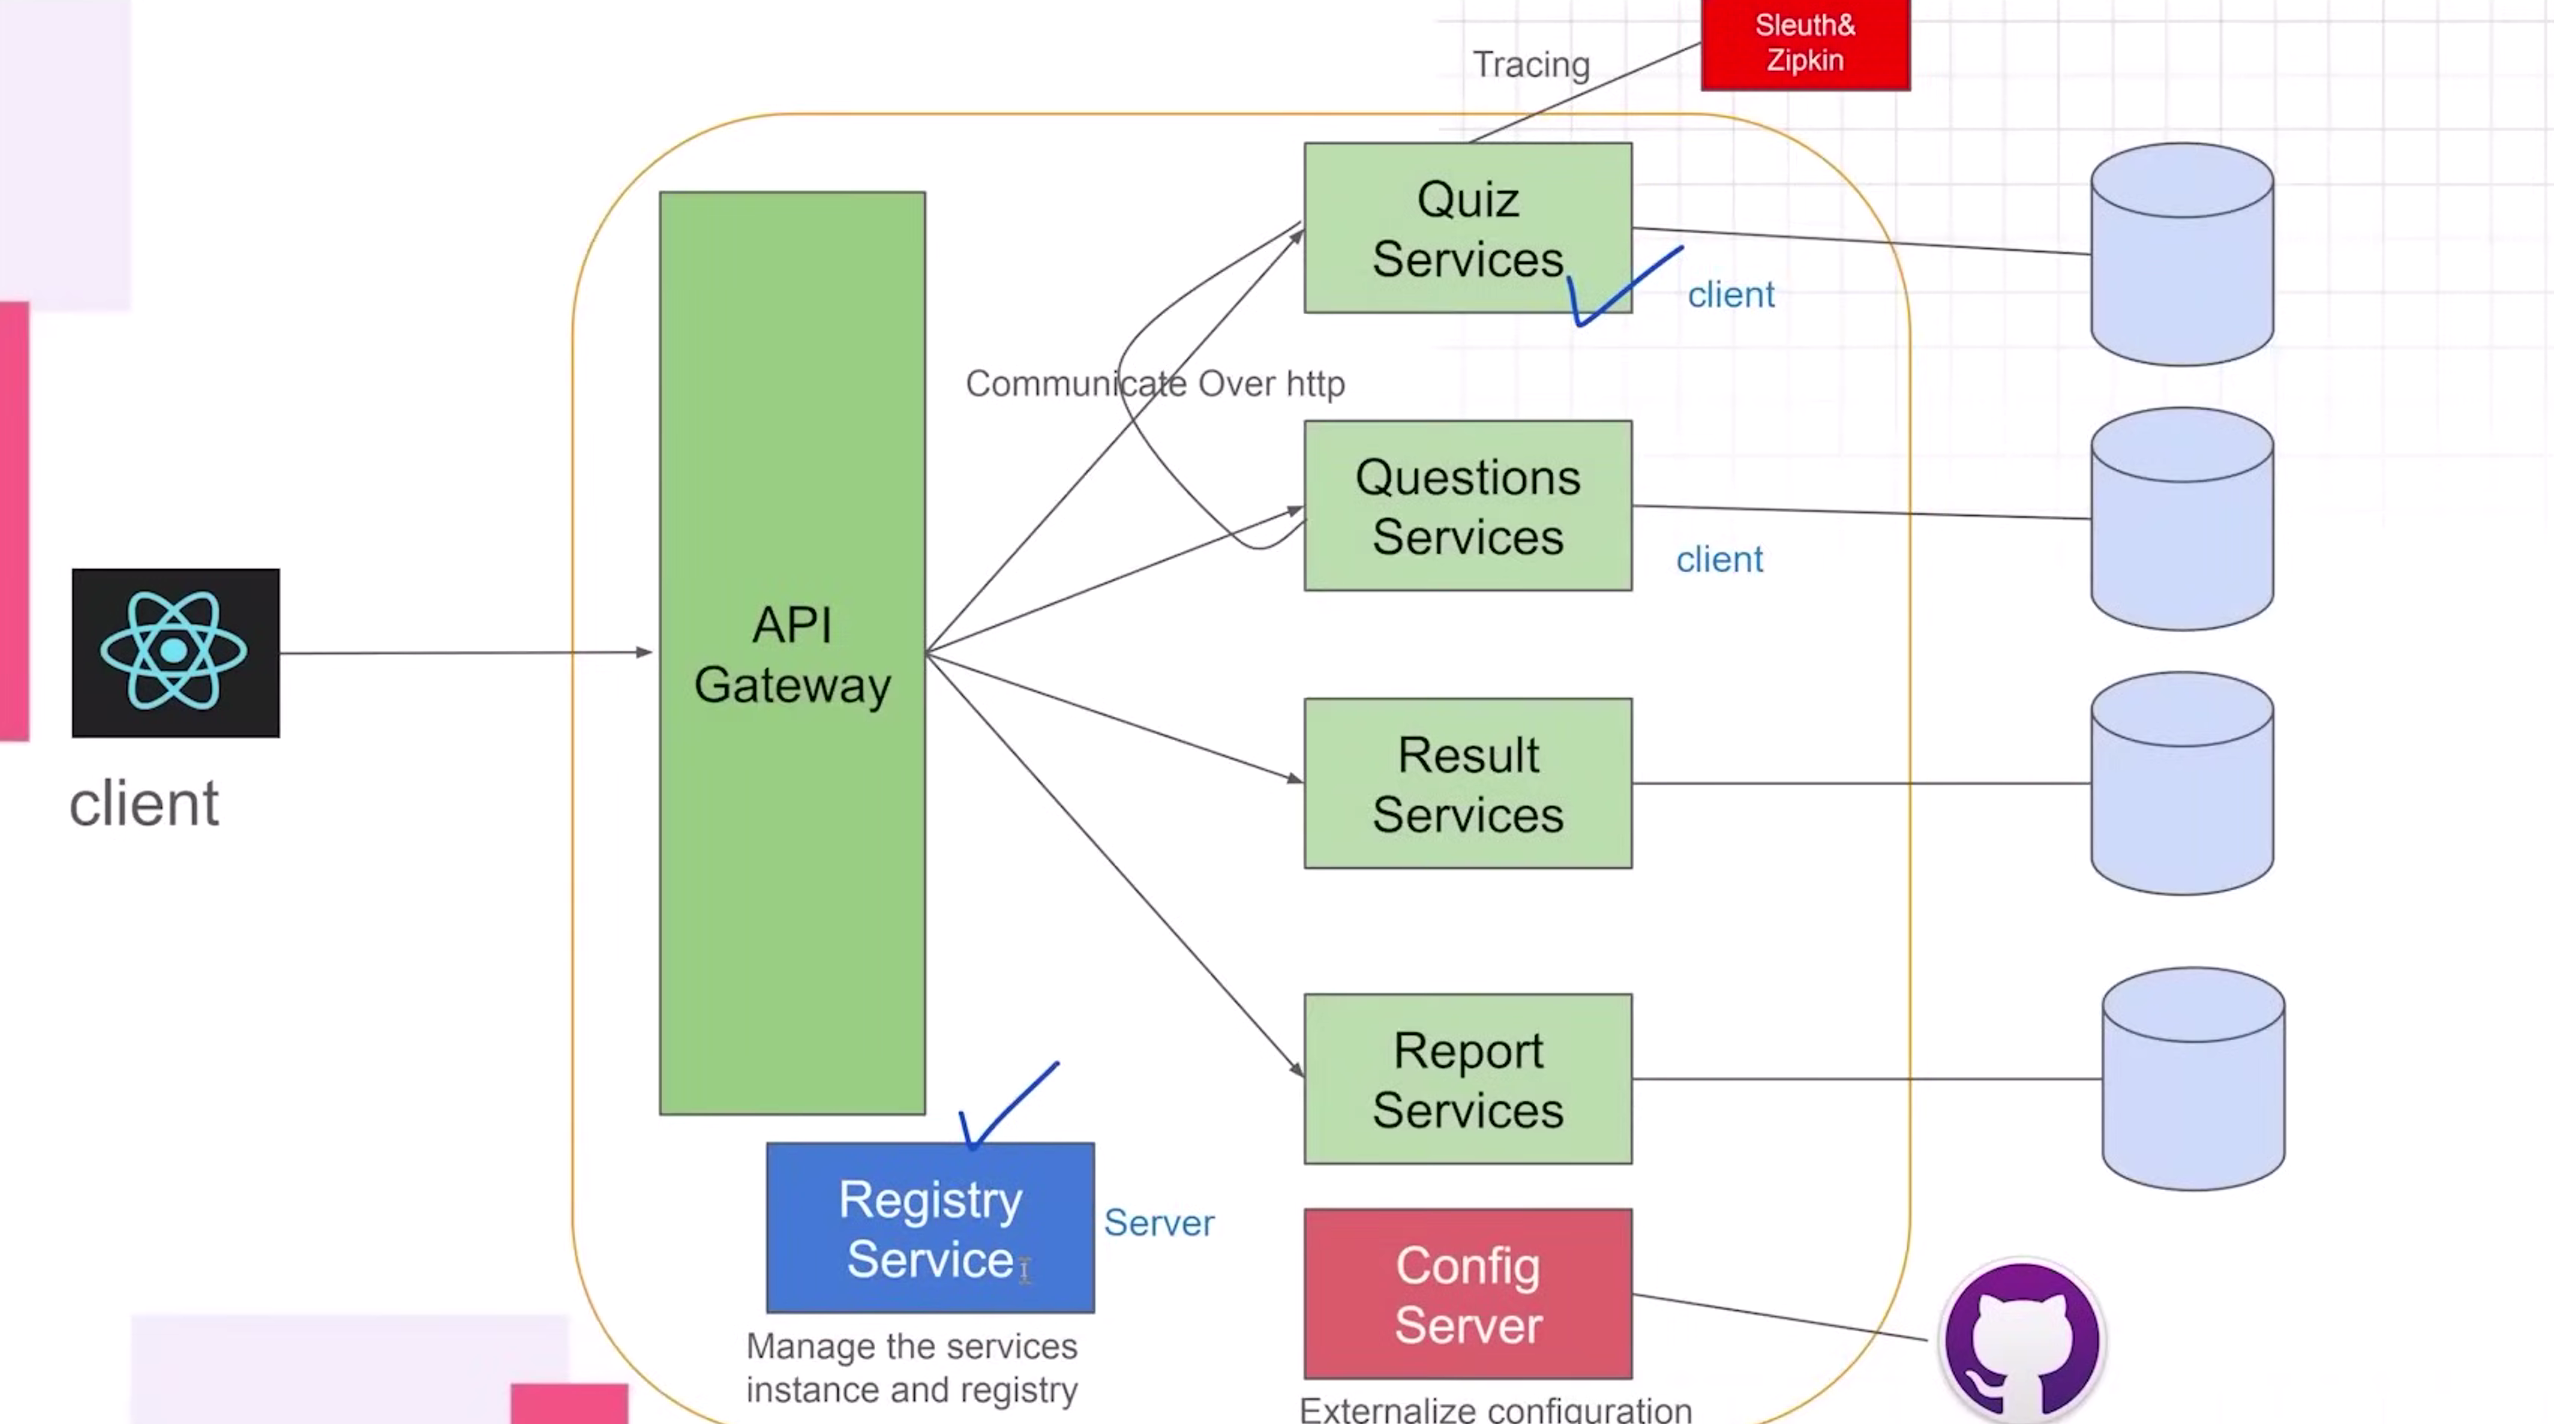 Sleuth&
Zipkin
Tracing
Quiz
Services
client
Communicate Over http
Questions
Services
client
API
Gateway
client
Result
Services
Report
Services
Registry
Service
Server
Manage the services
instance and registry
Config
Server
Externalize configuration